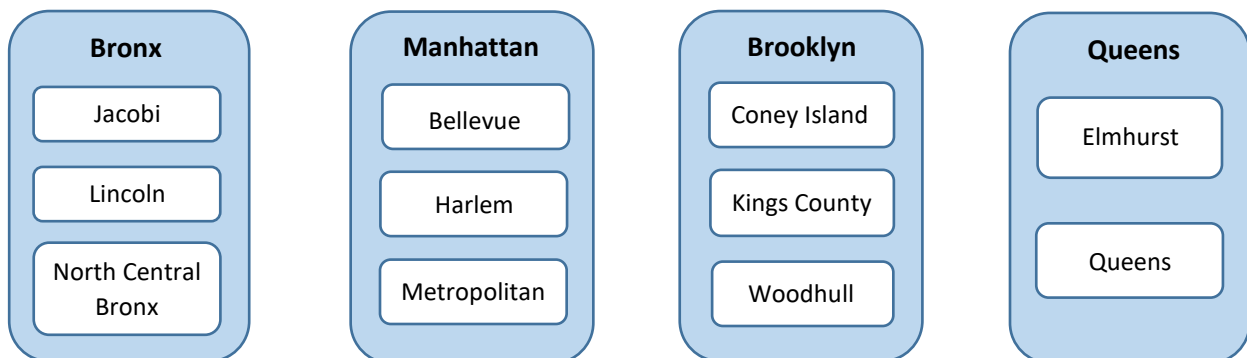 Bronx
Jacobi
Lincoln
North Central
Bronx
Manhattan
Bellevue
Harlem
Metropolitan
Brooklyn
Coney Island
Kings County
Woodhull
Queens
Elmhurst
Queens